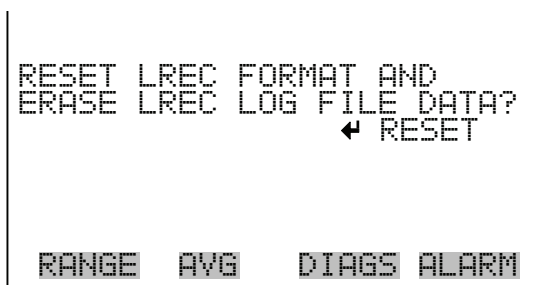 RESET LREC FORMAT AND
ERASE LREC LOG FILE DATA?
↵ RESET
RANGE AVG DIAGS ALARM